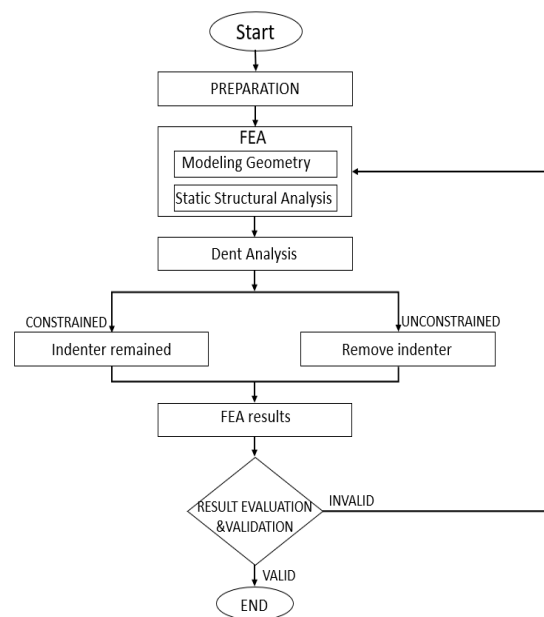 Start
PREPARATION
FEA
Modeling Geometry
Static Structural Analysis
Dent Analysis
CONSTRAINED
UNCONSTRAINED
Indenter remained
Remove indenter
FEA results
RESULT EVALUATION
&VALIDATION
INVALID
VALID
END